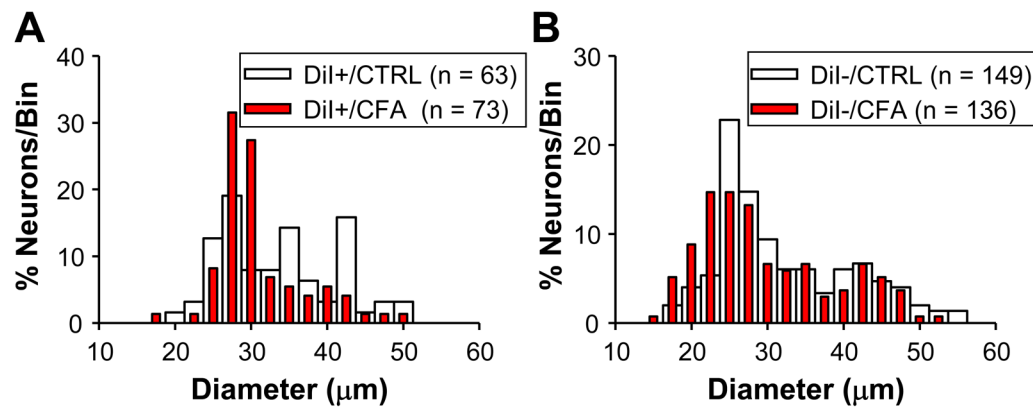 A
DiI+/CTRL (n = 63)
DiI+/CFA (n = 73)
% Neurons/Bin
40
30
20
10
0
10 20 30 40 50 60
Diameter (μm)
B
DiI-/CTRL (n = 149)
DiI-/CFA (n = 136)
% Neurons/Bin
30
20
10
0
10 20 30 40 50 60
Diameter (μm)